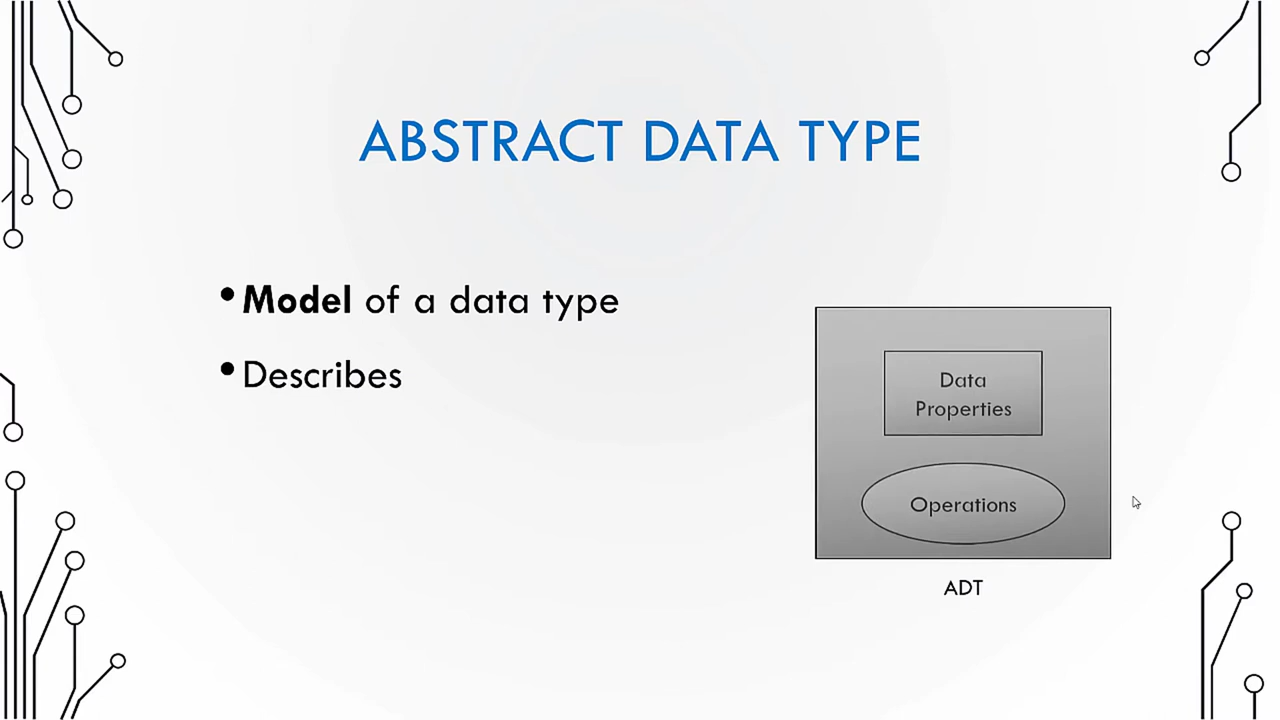 ABSTRACT DATA TYPE
•Model of a data type
•Describes
Data
Properties
Operations
ADT